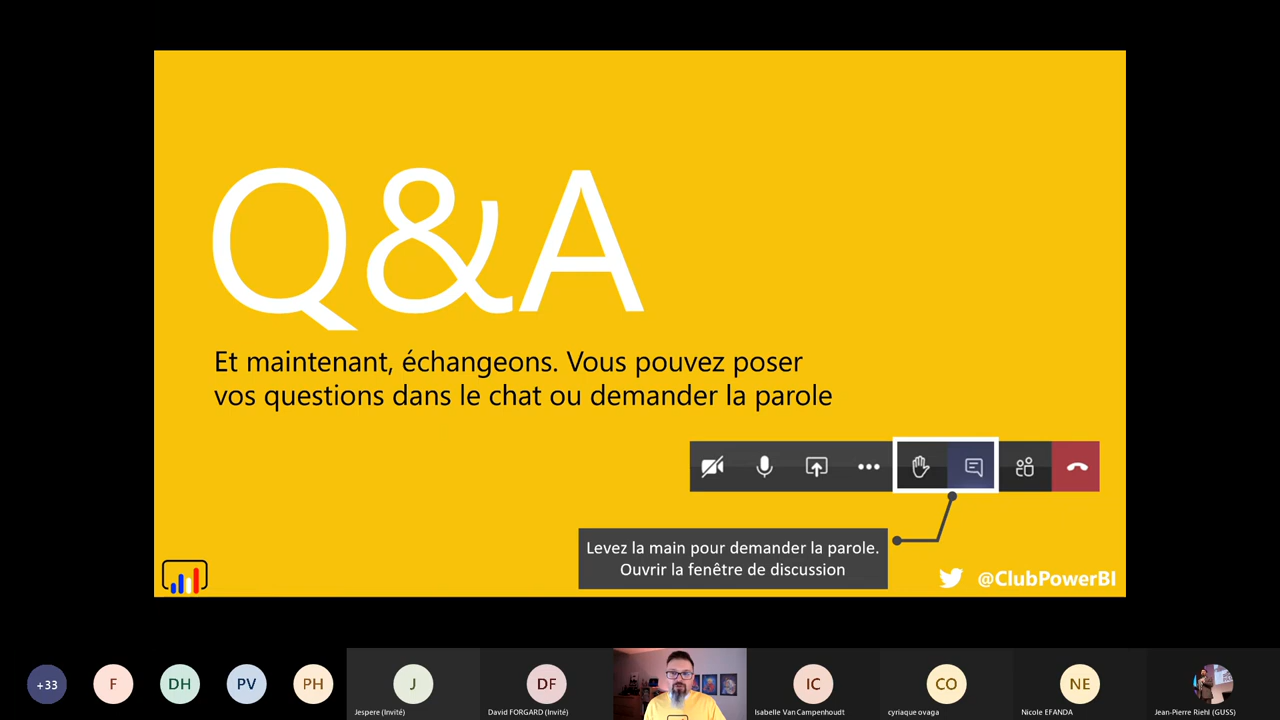 Q&A
Et maintenant, échangeons. Vous pouvez poser
vos questions dans le chat ou demander la parole
Levez la main pour demander la parole.
Ouvrir la fenêtre de discussion
@ClubPowerBI
+33
F
DH
PV
PH
J
DF
IC
CO
NE
Jespere (Invité)
David FORGARD (Invité)
Isabelle Van Campenhoudt
cyriaque ovaga
Nicole EFANDA
Jean-Pierre Riehl (GUSS)